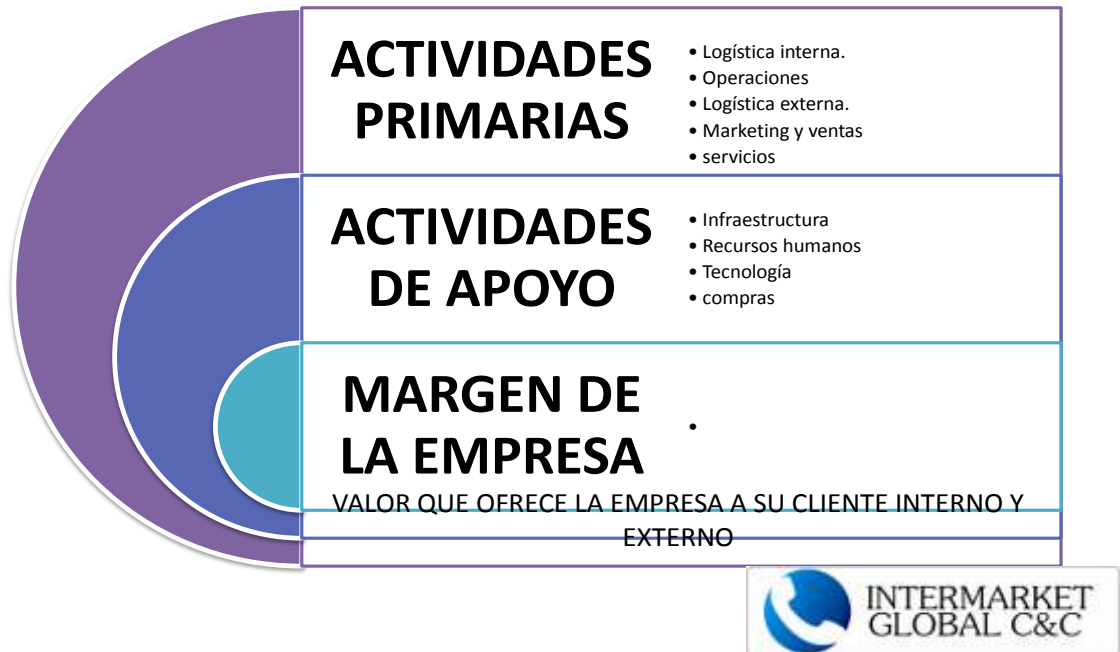 ACTIVIDADES
PRIMARIAS
• Logística interna.
• Operaciones
• Logística externa.
• Marketing y ventas
• servicios
ACTIVIDADES
DE APOYO
• Infraestructura
• Recursos humanos
• Tecnología
• compras
MARGEN DE
LA EMPRESA
•
VALOR QUE OFRECE LA EMPRESA A SU CLIENTE INTERNO Y
EXTERNO
INTERMARKET
GLOBAL C&C